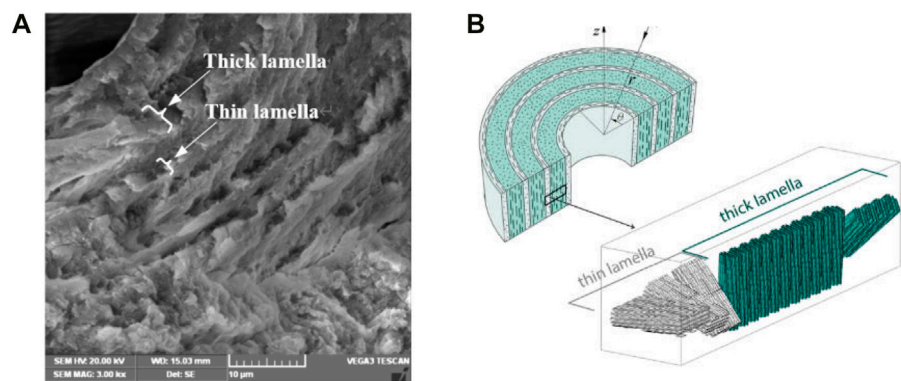 A
Thick lamella
Thin lamella
SEM HV: 20.00 kV
WD: 15.03 mm
VEGA3 TESCAN
SEM MAG: 3.00 kx
Det: SE
10 µm
B
z
r
θ
thick lamella
thin lamella